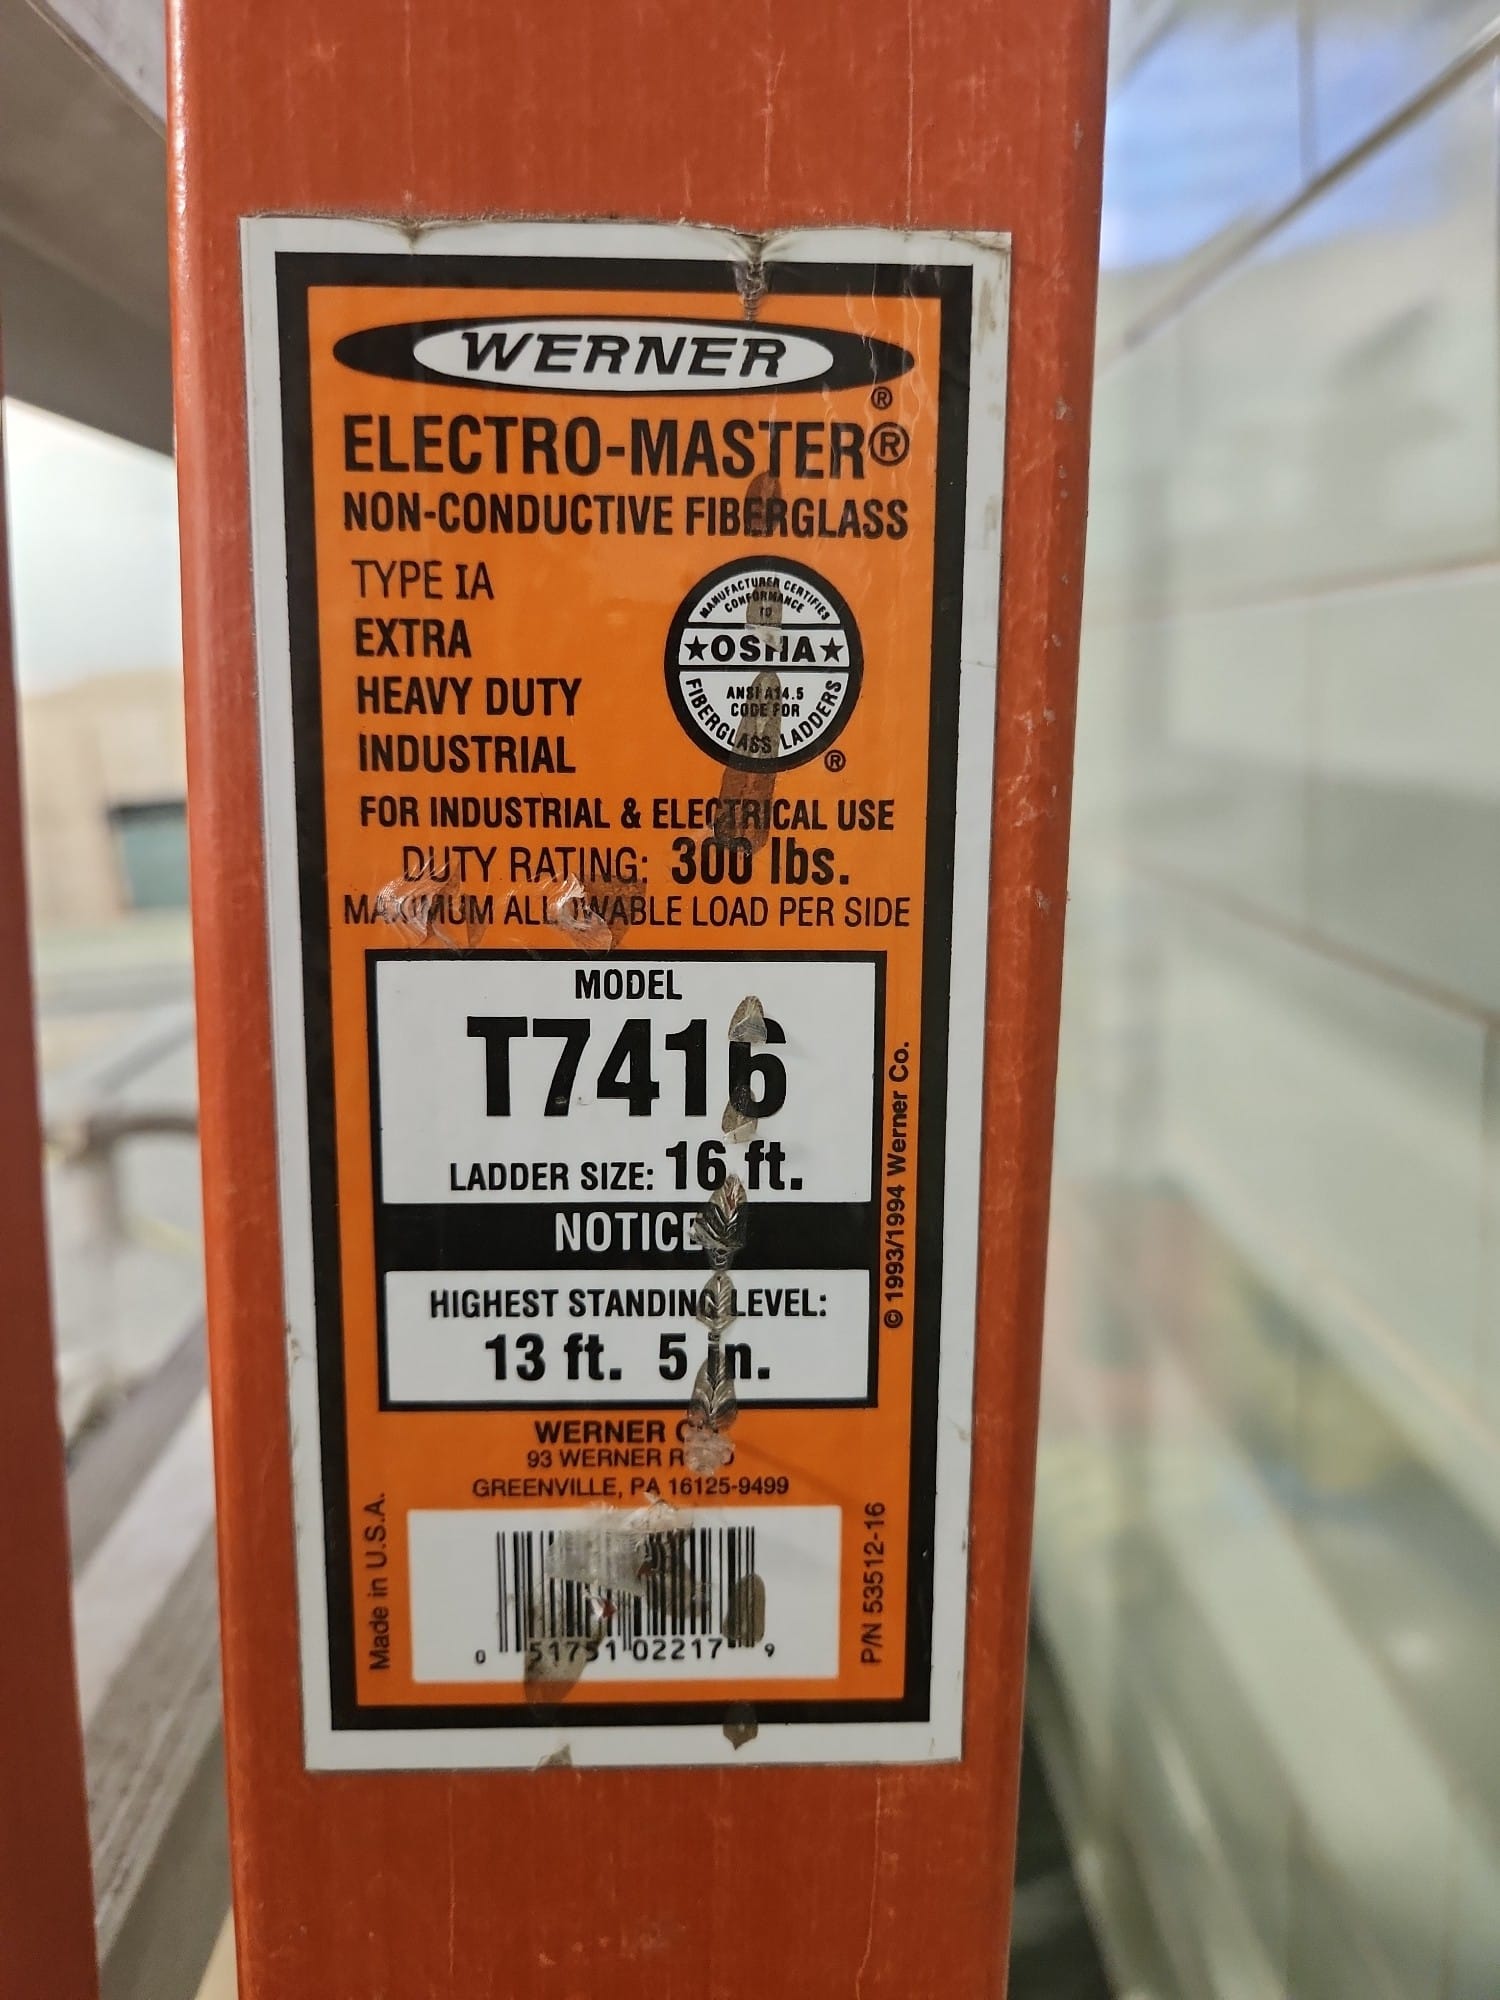 WERNER
®
ELECTRO-MASTER®
NON-CONDUCTIVE FIBERGLASS
TYPE IA
EXTRA
HEAVY DUTY
INDUSTRIAL
MANUFACTURER CERTIFIES
CONFORMANCE
TO
★OSHA★
ANSI A14.5
CODE FOR
FIBERGLASS LADDERS
®
FOR INDUSTRIAL & ELECTRICAL USE
DUTY RATING: 300 lbs.
MAXIMUM ALLOWABLE LOAD PER SIDE
MODEL
T7416
LADDER SIZE: 16 ft.
NOTICE
HIGHEST STANDING LEVEL:
13 ft. 5 in.
© 1993/1994 Werner Co.
WERNER CO.
93 WERNER ROAD
GREENVILLE, PA 16125-9499
Made in U.S.A.
0 51751 02217 9
P/N 53512-16